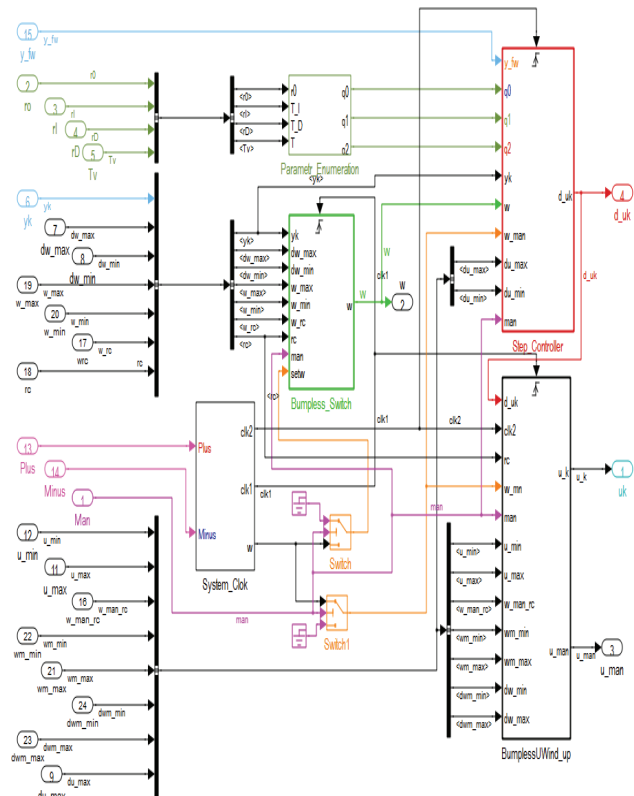 15
y_fw
y_fw
2
r0
ro
3
rI
rI
4
rD
rD
5
Tv
Tv
<r0>
<rI>
<rD>
<Tv>
r0
T_I
T_D
T
q0
q1
q2
Parametr_Enumeration
6
yk
yk
7
dw_max
dw_max
8
dw_min
dw_min
19
w_max
w_max
20
w_min
w_min
17
w_rc
wrc
18
rc
rc
<yk>
<yk>
<dw_max>
<dw_min>
<w_max>
<w_min>
<w_rc>
<rc>
<rc>
yk
dw_max
dw_min
w_max
w_min
w_rc
rc
man
setw
w
Bumpless_Switch
clk1
w
w
w
2
y_fw
q0
q1
q2
yk
w
w_man
du_max
du_min
man
d_uk
Step_Controller
<du_max>
<du_min>
d_uk
4
d_uk
13
Plus
14
Minus
1
Man
Plus
Minus
clk2
clk1
w
System_Clok
clk1
clk1
clk2
man
man
Switch
Switch1
12
u_min
u_min
11
u_max
u_max
16
w_man_rc
w_man_rc
22
wm_min
wm_min
21
wm_max
wm_max
24
dwm_min
dwm_min
23
dwm_max
dwm_max
9
du_max
du_max
<u_min>
<u_max>
<w_man_rc>
<wm_min>
<wm_max>
<dwm_min>
<dwm_max>
d_uk
clk2
rc
w_mn
man
u_min
u_max
w_man_rc
wm_min
wm_max
dw_min
dw_max
u_k
u_man
BumplessUWind_up
u_k
1
uk
u_man
3
u_man